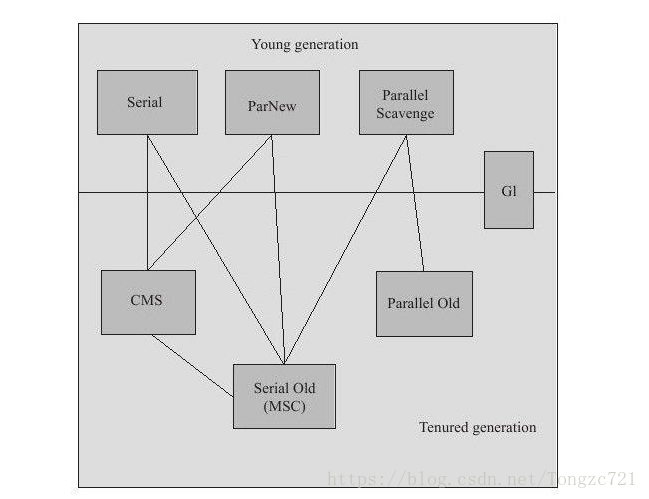 Young generation
Serial
ParNew
Parallel
Scavenge
Gl
CMS
Parallel Old
Serial Old
(MSC)
Tenured generation
https://blog.csdn.net/Tongzc721